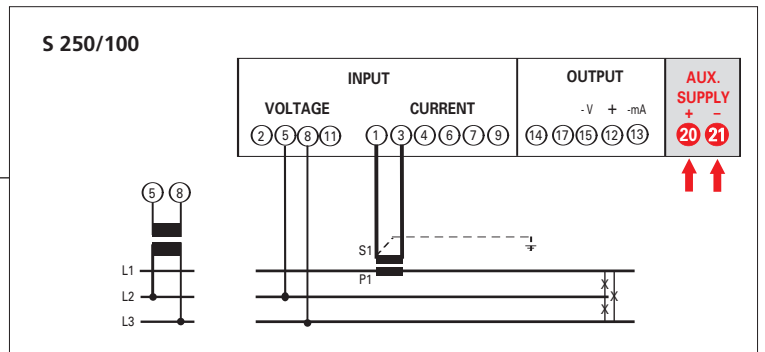 S 250/100
INPUT
OUTPUT
AUX.
SUPPLY
VOLTAGE
CURRENT
- V + -mA
+ −
2 5 8 11 1 3 4 6 7 9 14 17 15 12 13 20 21
5 8
S1
L1
P1
L2
X X
X
L3